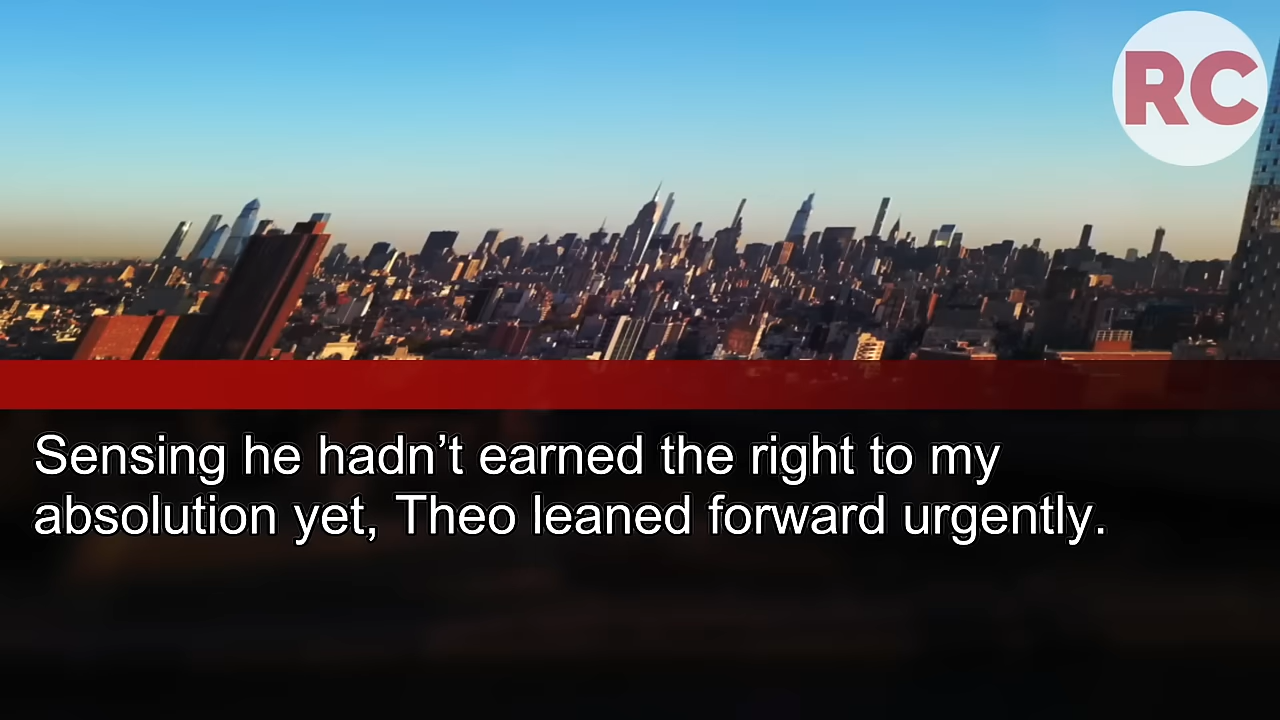 RC
Sensing he hadn’t earned the right to my
absolution yet, Theo leaned forward urgently.